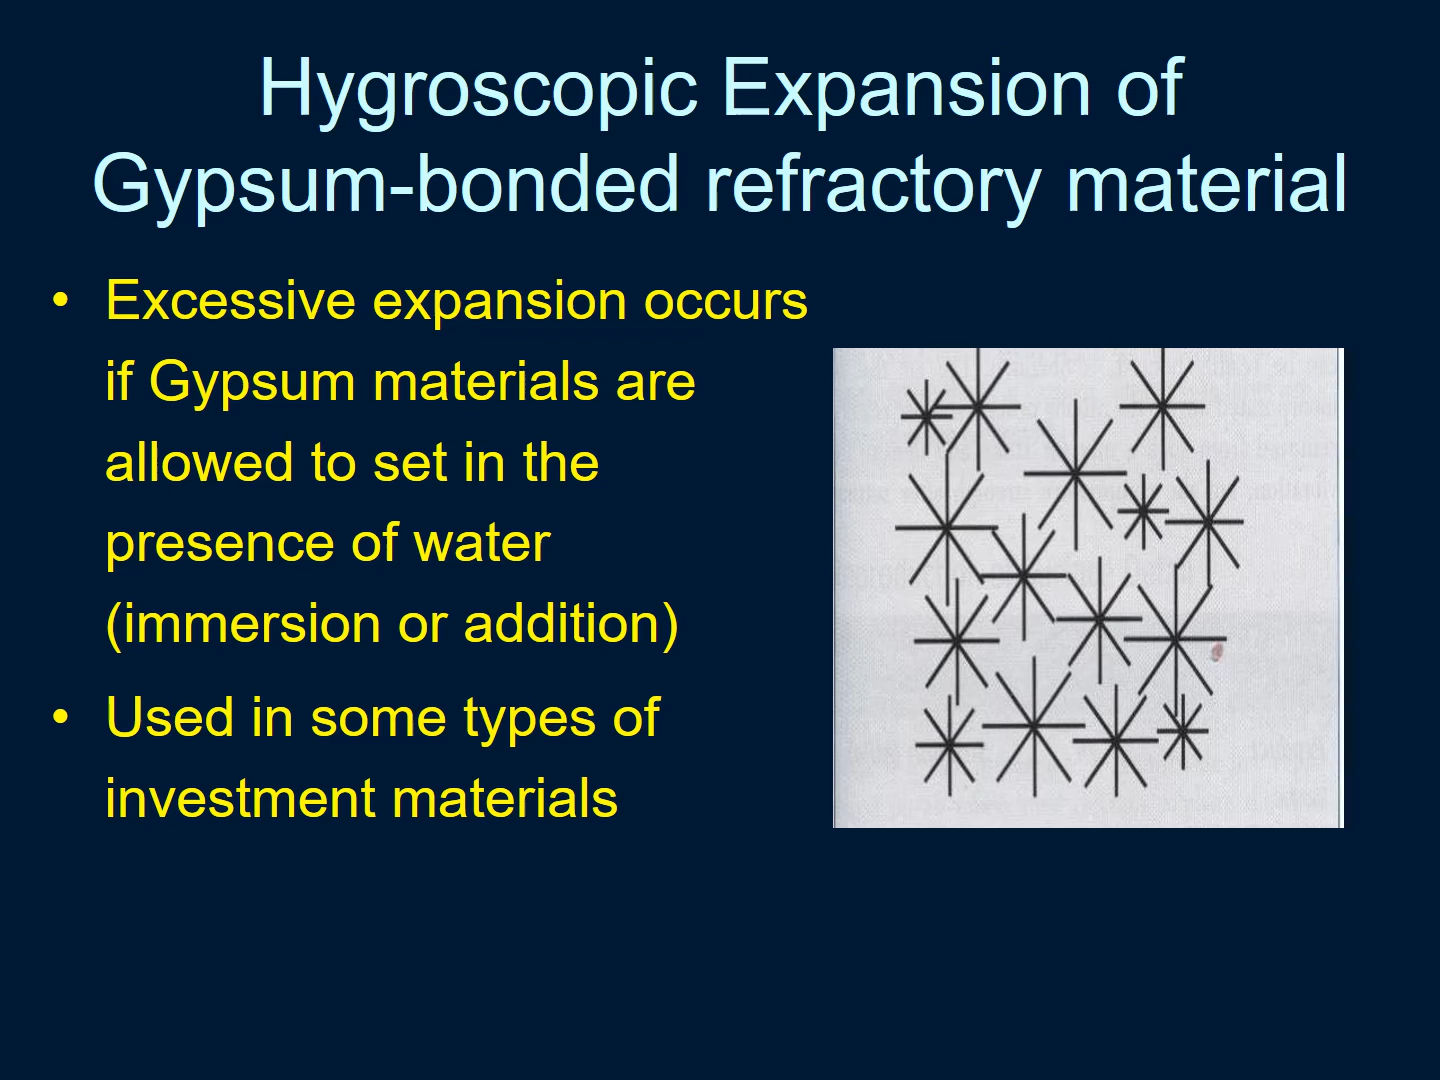 Hygroscopic Expansion of
Gypsum-bonded refractory material
• Excessive expansion occurs
if Gypsum materials are
allowed to set in the
presence of water
(immersion or addition)
• Used in some types of
investment materials